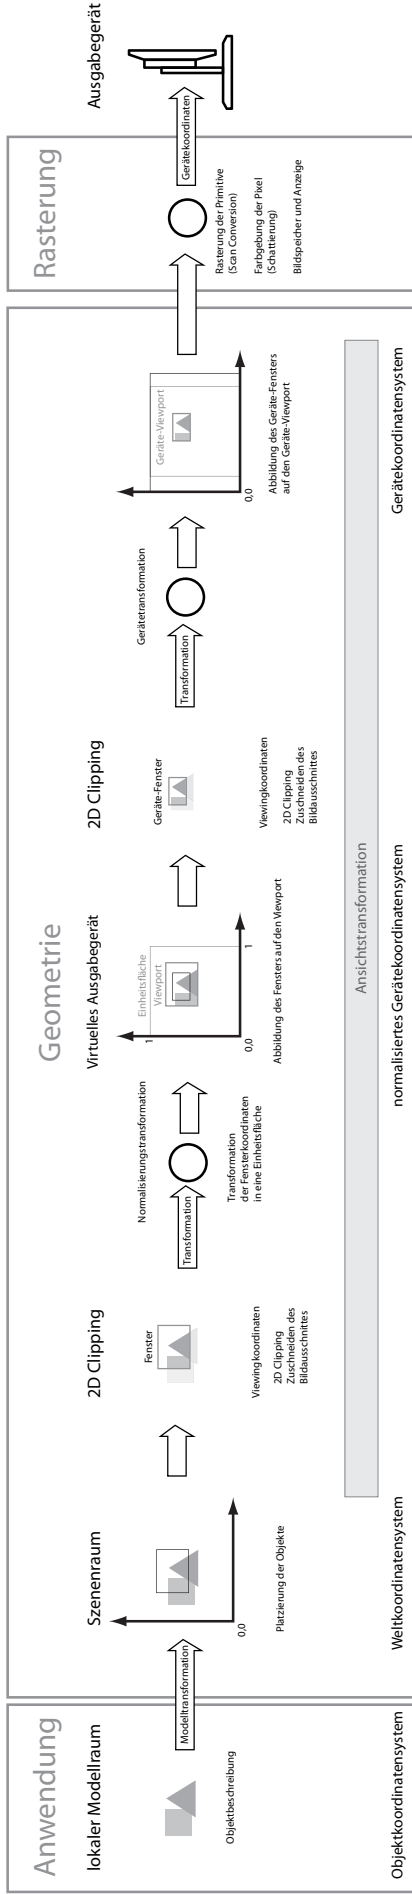 Anwendung
lokaler Modellraum
Objektbeschreibung
Objektkoordinatensystem
Modelltransformation
Geometrie
Szenenraum
0,0
Platzierung der Objekte
Weltkoordinatensystem
2D Clipping
Fenster
Viewingkoordinaten
2D Clipping
Zuschneiden des
Bildausschnittes
Transformation
Normalisierungstransformation
Transformation
der Fensterkoordinaten
in eine Einheitsfläche
Virtuelles Ausgabegerät
1
Einheitsfläche
Viewport
0,0
1
Abbildung des Fensters auf den Viewport
normalisiertes Gerätekoordinatensystem
2D Clipping
Geräte-Fenster
Viewingkoordinaten
2D Clipping
Zuschneiden des
Bildausschnittes
Ansichtstransformation
Transformation
Gerätetransformation
Geräte-Viewport
0,0
Abbildung des Geräte-Fensters
auf den Geräte-Viewport
Gerätekoordinatensystem
Rasterung
Rasterung der Primitive
(Scan Conversion)
Farbgebung der Pixel
(Schattierung)
Bildspeicher und Anzeige
Gerätekoordinaten
Ausgabegerät